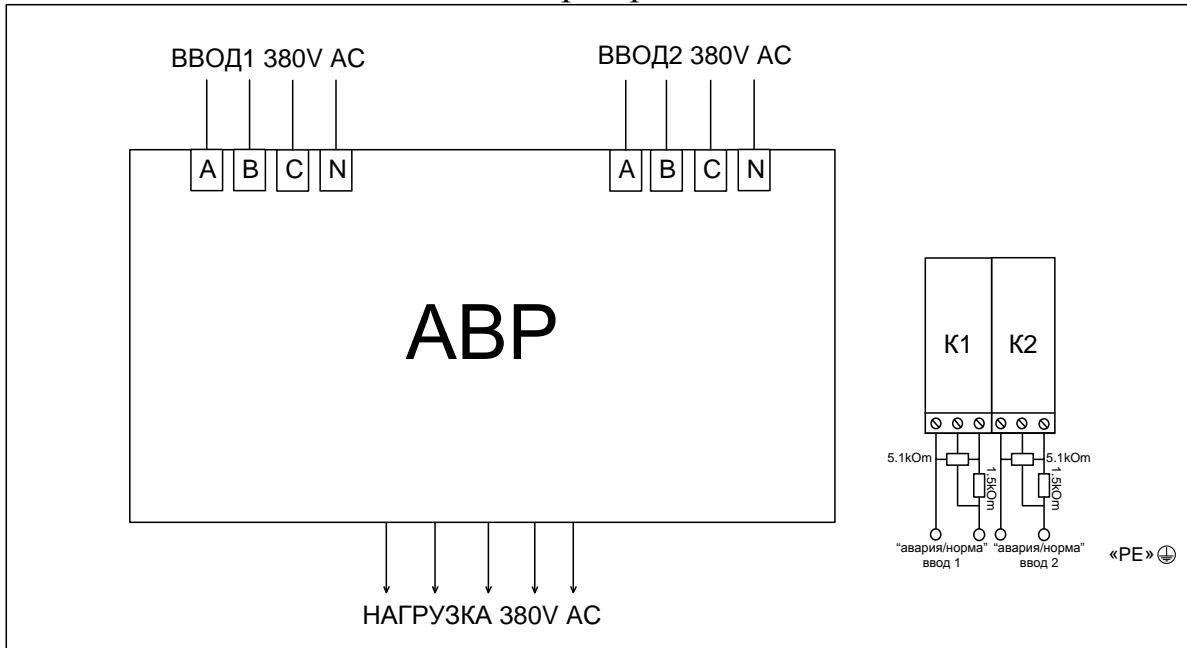 ВВОД1 380V AC
ВВОД2 380V AC
A B C N
A B C N
АВР
К1 К2
5.1kOm
5.1kOm
1.5kOm
1.5kOm
"авария/норма" "авария/норма"
ввод 1 ввод 2
«PE»
НАГРУЗКА 380V AC